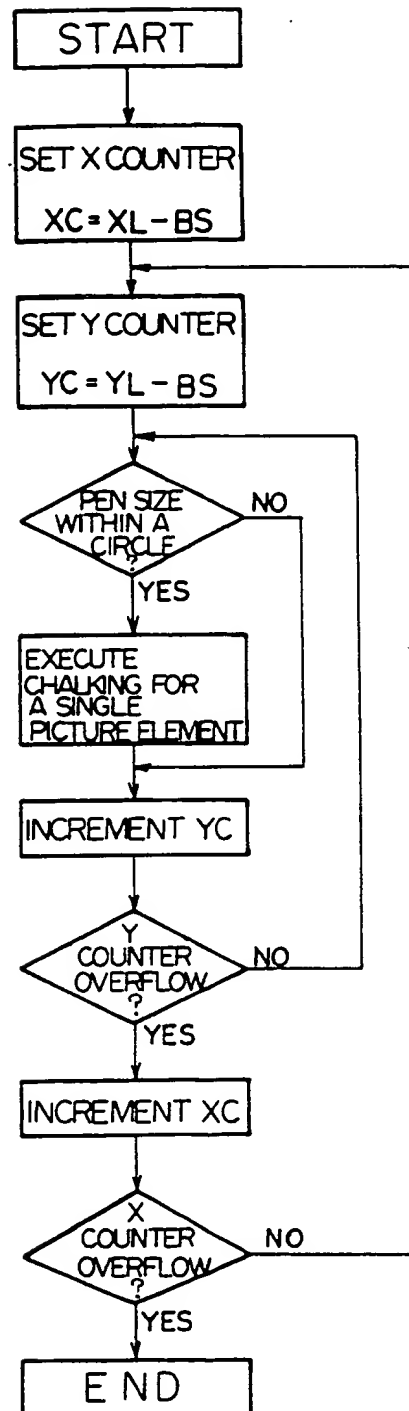 START
SET X COUNTER
XC = XL - BS
SET Y COUNTER
YC = YL - BS
PEN SIZE
WITHIN A
CIRCLE
?
NO
YES
EXECUTE
CHALKING FOR
A SINGLE
PICTURE ELEMENT
INCREMENT YC
Y
COUNTER
OVERFLOW
?
NO
YES
INCREMENT XC
X
COUNTER
OVERFLOW
?
NO
YES
END